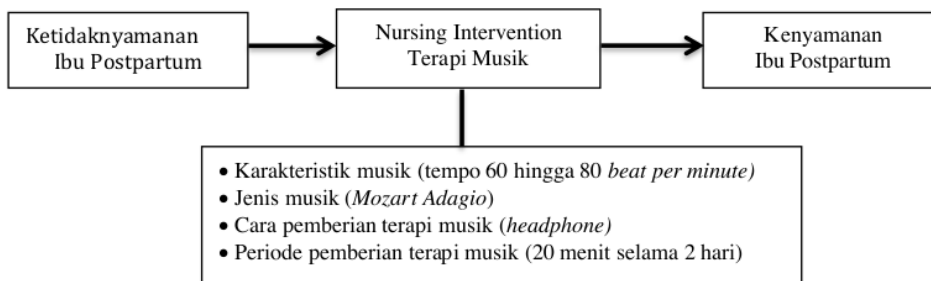 Ketidaknyamanan
Ibu Postpartum
Nursing Intervention
Terapi Musik
Kenyamanan
Ibu Postpartum
• Karakteristik musik (tempo 60 hingga 80 beat per minute)
• Jenis musik (Mozart Adagio)
• Cara pemberian terapi musik (headphone)
• Periode pemberian terapi musik (20 menit selama 2 hari)